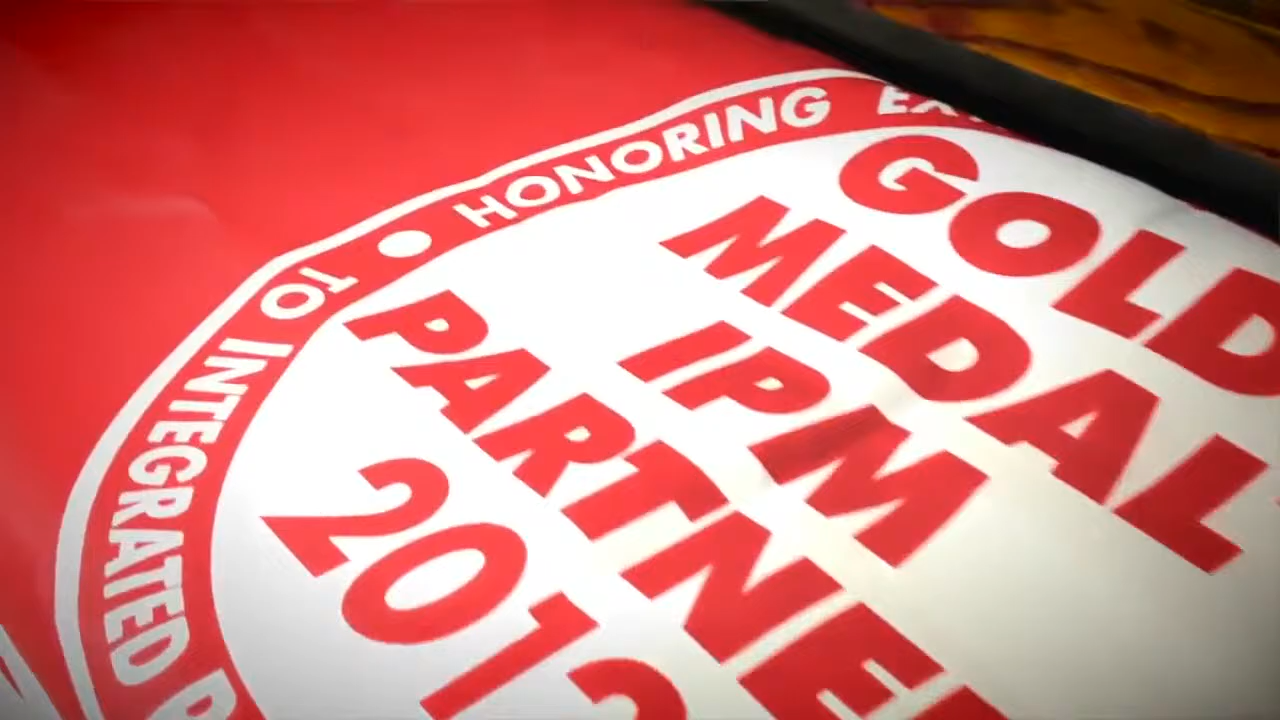 HONORING
TO INTEGRATED
GOLD
MEDAL
IPM
PARTNER